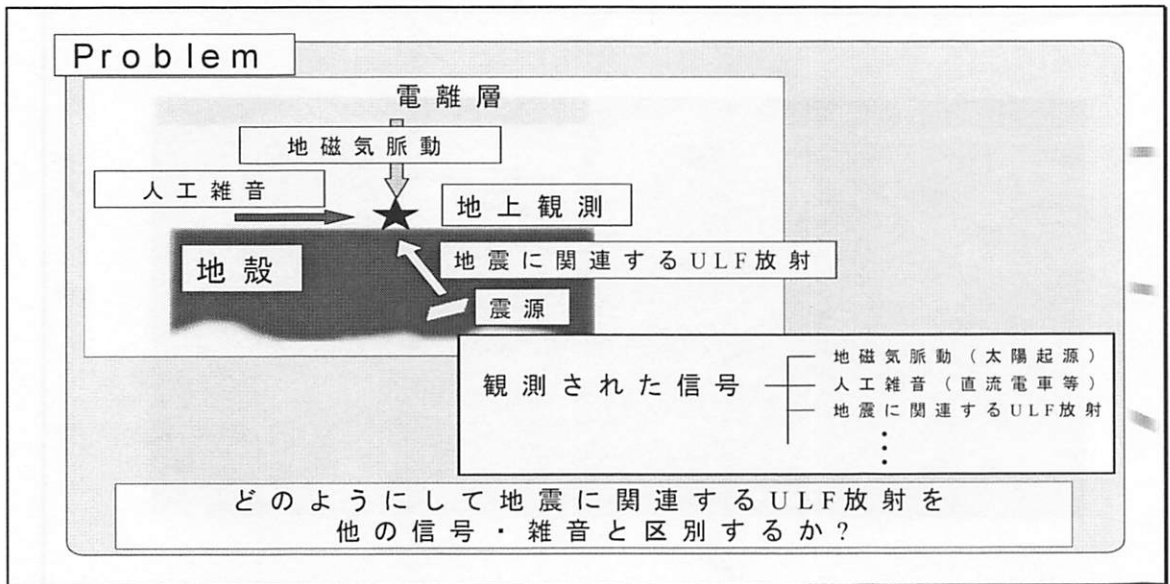 Problem
電離層
地磁気脈動
人工雑音
地上観測
地殻
地震に関連するULF放射
震源
観測された信号
地磁気脈動（太陽起源）
人工雑音（直流電車等）
地震に関連するULF放射
⋮
どのようにして地震に関連するULF放射を
他の信号・雑音と区別するか？